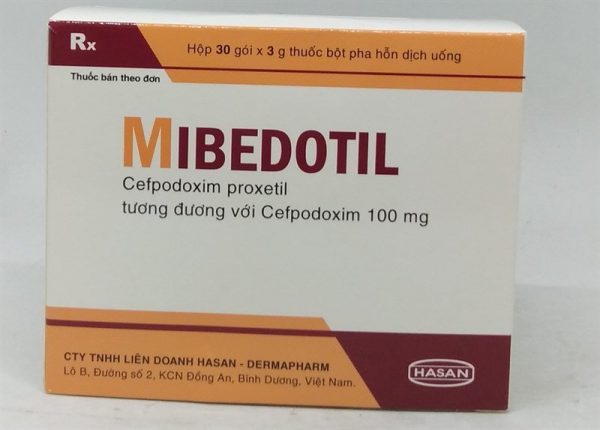 Rx
Hộp 30 gói x 3 g thuốc bột pha hỗn dịch uống
Thuốc bán theo đơn
MIBEDOTIL
Cefpodoxim proxetil
tương đương với Cefpodoxim 100 mg
CTY TNHH LIÊN DOANH HASAN - DERMAPHARM
Lô B, Đường số 2, KCN Đồng An, Bình Dương, Việt Nam.
HASAN